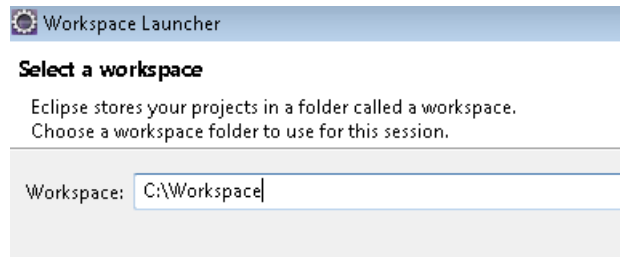 Workspace Launcher
Select a workspace
Eclipse stores your projects in a folder called a workspace.
Choose a workspace folder to use for this session.
Workspace: C:\Workspace